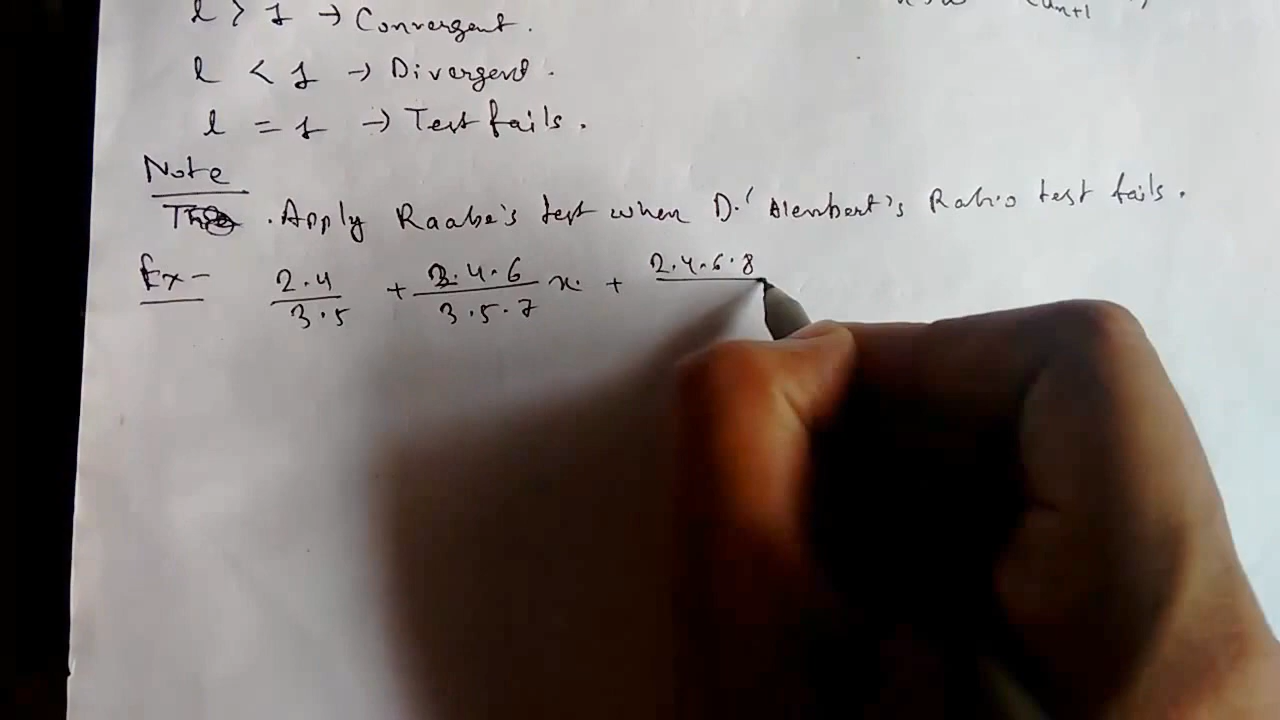 l > 1 → Convergent.
l < 1 → Divergent.
l = 1 → Test fails.
Note
. Apply Raabe's test when D.' Alembert's Ratio test fails.
Ex- 2.4/3.5 + 2.4.6/3.5.7 x. + 2.4.6.8